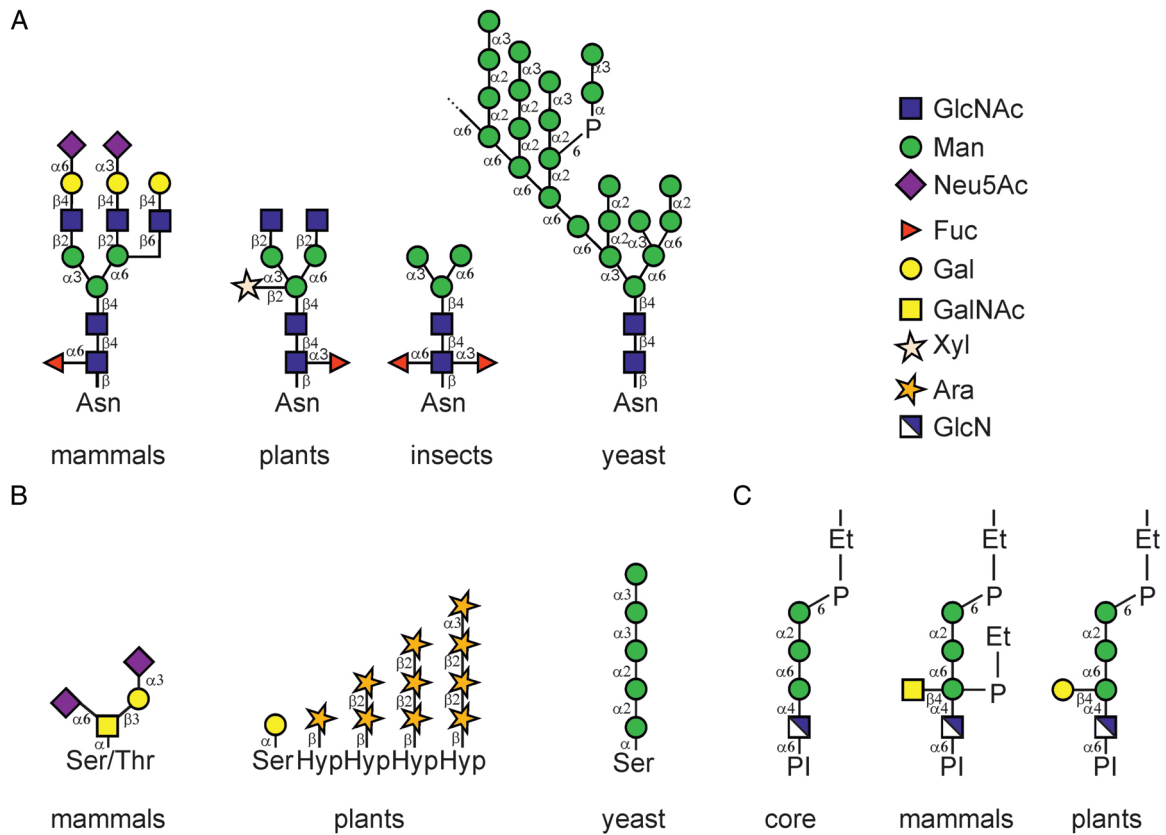 A
α3
α3
α3
α3
α2
α2
α3
α
P
α2
α2
α2
α6
6
α6
α2
α2
α6
α2
α2
α6
α6
α2
α3
α6
α3
α6
GlcNAc
Man
Neu5Ac
Fuc
Gal
GalNAc
Xyl
Ara
GlcN
α6
α3
β4
β4
β4
β2
β2
β6
α3
α6
β4
β4
α6
β
Asn
β2
β2
α3
α6
β2
β4
β4
α3
β
Asn
α3
α6
β4
β4
α6
α3
β
Asn
β4
β4
β
Asn
mammals plants insects yeast
B
α3
α6
β3
α
Ser/Thr
α3
β2
β2
β2
β2
β2
β2
α
β
β
β
β
Ser Hyp Hyp Hyp Hyp
α3
α3
α2
α2
α
Ser
mammals plants yeast
C
Et
P
6
α2
α6
α4
α6
PI
Et
P
6
α2
Et
α6
P
β4
α4
α6
PI
Et
P
6
α2
α6
β4
α4
α6
PI
core mammals plants